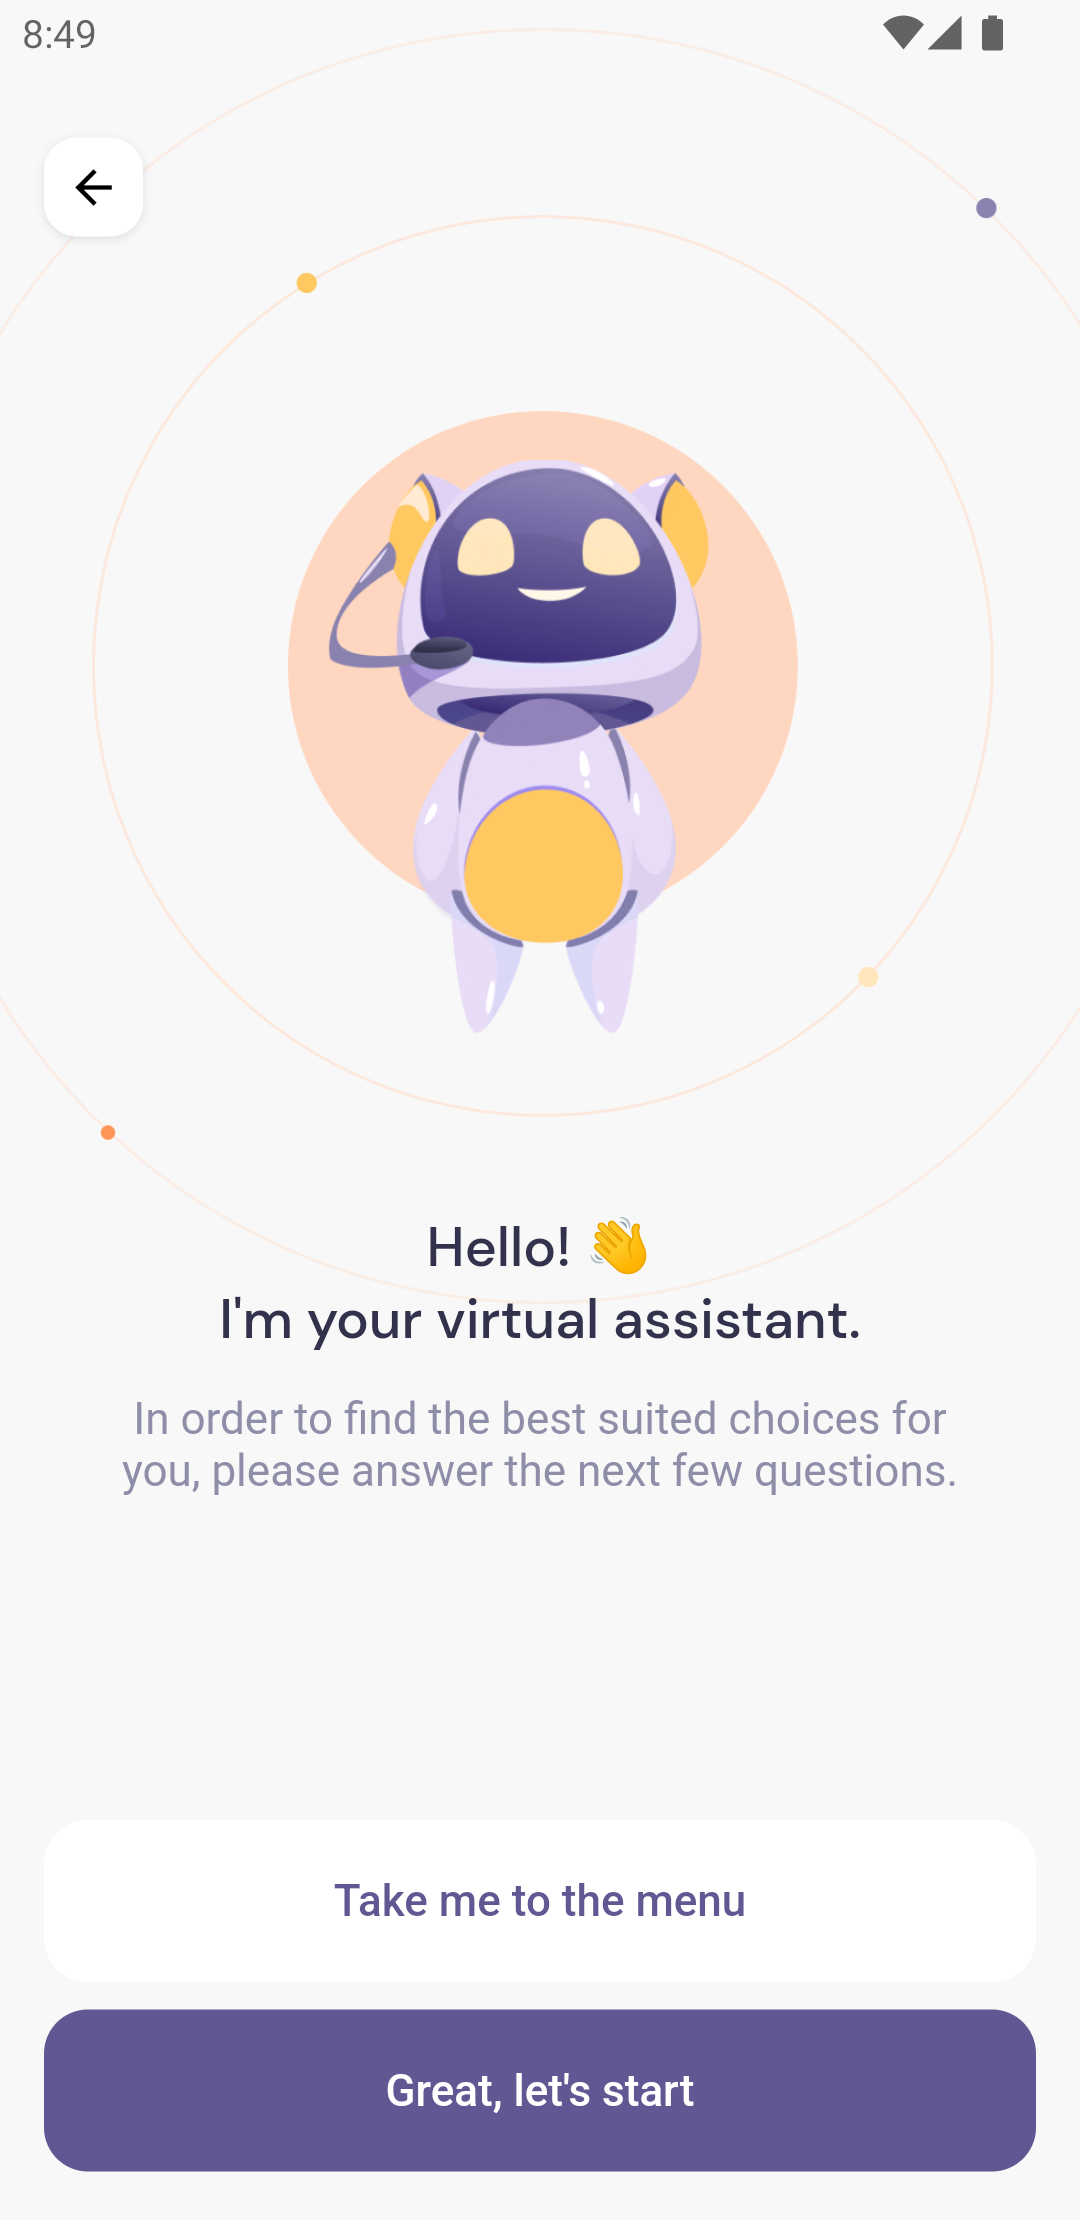 8:49
Hello! 👋
I'm your virtual assistant.
In order to find the best suited choices for
you, please answer the next few questions.
Take me to the menu
Great, let's start